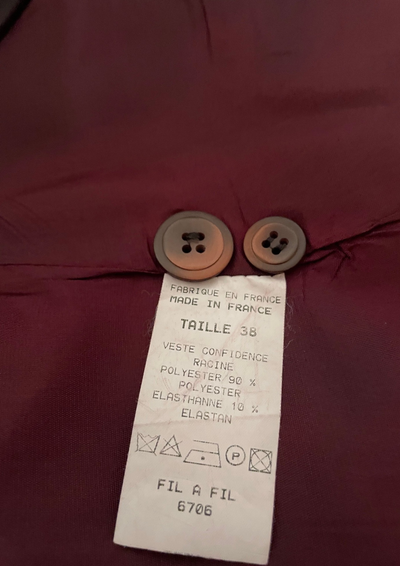 FABRIQUE EN FRANCE
MADE IN FRANCE
TAILLE 38
VESTE CONFIDENCE
RACINE
POLYESTER 90 %
POLYESTER
ELASTHANNE 10 %
ELASTAN
P
FIL A FIL
6706